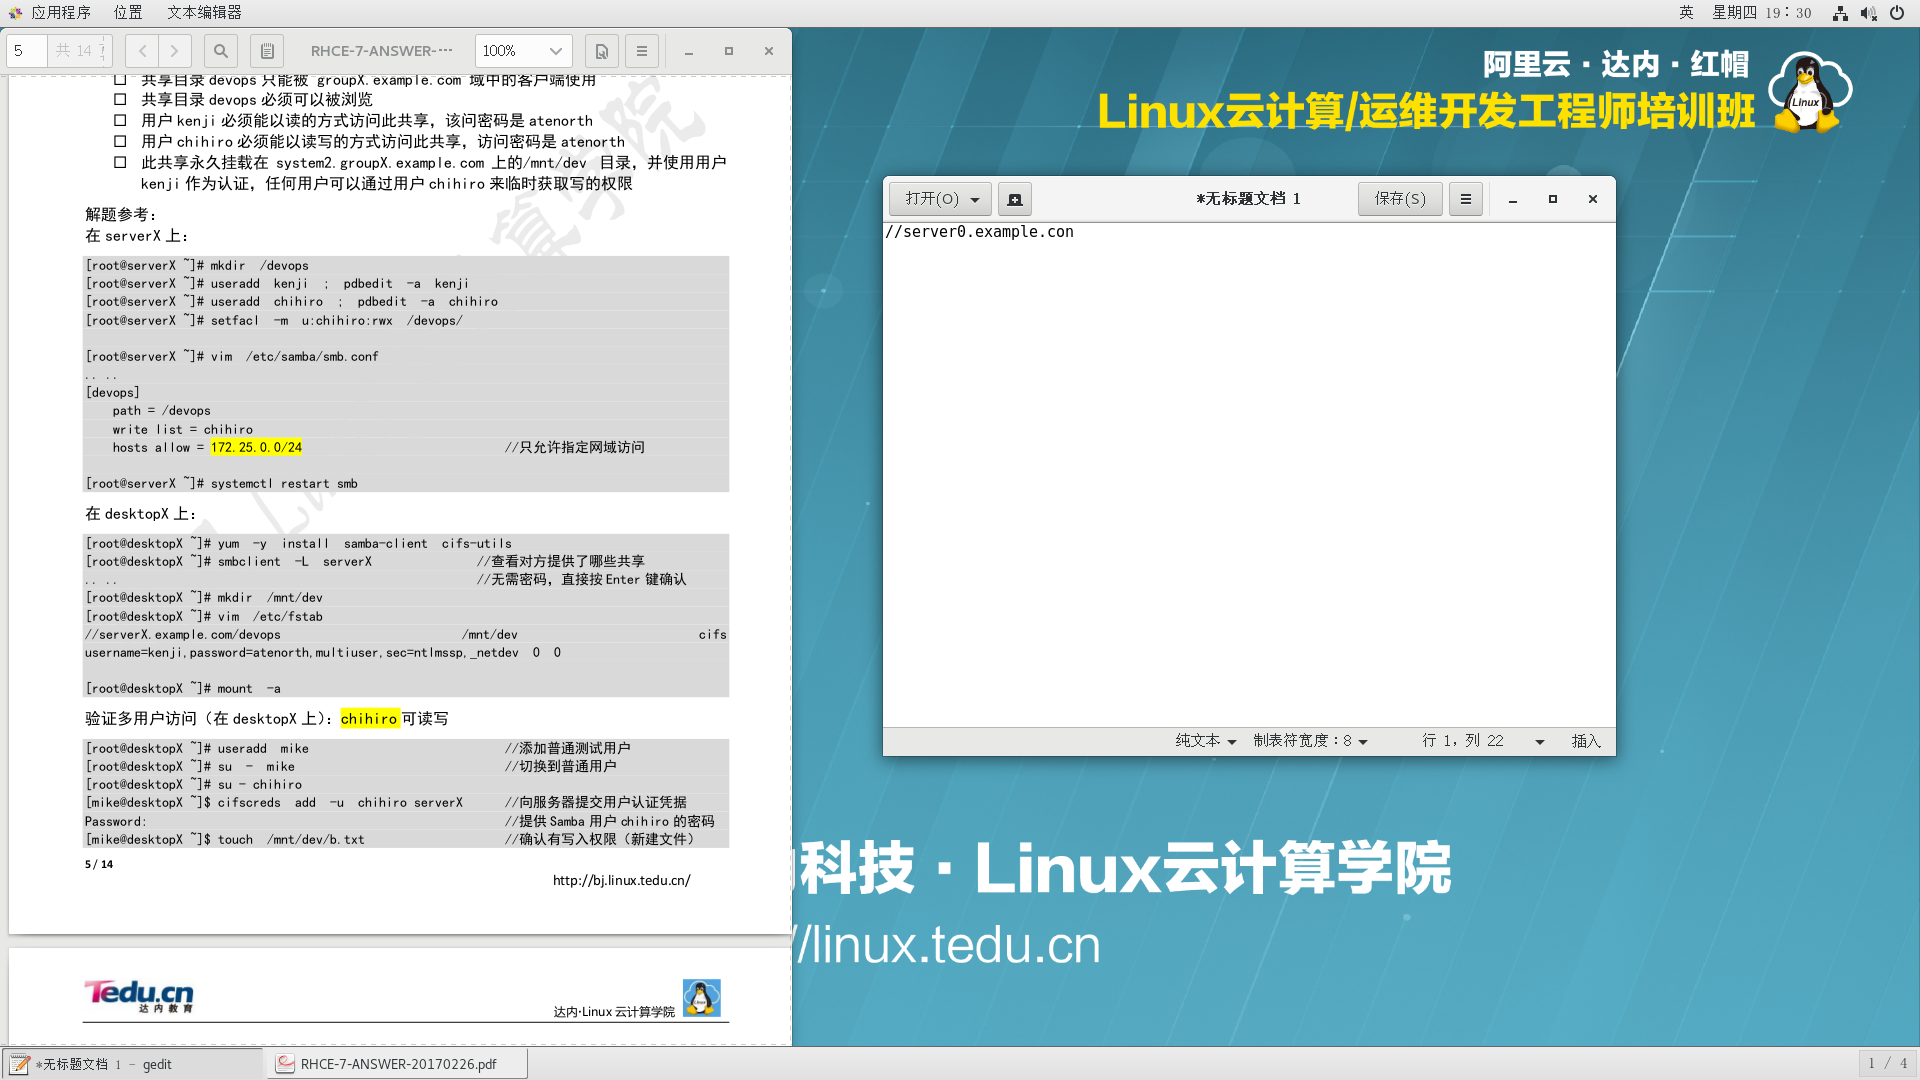 应用程序 位置 文本编辑器 英 星期四 19：30
5 共 14 页 RHCE-7-ANSWER-··· 100%
□ 共享目录 devops 只能被 groupX.example.com 域中的客户端使用
□ 共享目录 devops 必须可以被浏览
□ 用户 kenji 必须能以读的方式访问此共享，该问密码是 atenorth
□ 用户 chihiro 必须能以读写的方式访问此共享，访问密码是 atenorth
□ 此共享永久挂载在 system2.groupX.example.com 上的/mnt/dev 目录，并使用用户
kenji 作为认证，任何用户可以通过用户 chihiro 来临时获取写的权限
解题参考：
在 serverX 上：
[root@serverX ~]# mkdir /devops
[root@serverX ~]# useradd kenji ; pdbedit -a kenji
[root@serverX ~]# useradd chihiro ; pdbedit -a chihiro
[root@serverX ~]# setfacl -m u:chihiro:rwx /devops/
[root@serverX ~]# vim /etc/samba/smb.conf
.. ..
[devops]
path = /devops
write list = chihiro
hosts allow = 172.25.0.0/24 //只允许指定网域访问
[root@serverX ~]# systemctl restart smb
在 desktopX 上：
[root@desktopX ~]# yum -y install samba-client cifs-utils
[root@desktopX ~]# smbclient -L serverX //查看对方提供了哪些共享
.. .. //无需密码，直接按 Enter 键确认
[root@desktopX ~]# mkdir /mnt/dev
[root@desktopX ~]# vim /etc/fstab
//serverX.example.com/devops /mnt/dev cifs
username=kenji,password=atenorth,multiuser,sec=ntlmssp,_netdev 0 0
[root@desktopX ~]# mount -a
验证多用户访问（在 desktopX 上）：chihiro 可读写
[root@desktopX ~]# useradd mike //添加普通测试用户
[root@desktopX ~]# su - mike //切换到普通用户
[root@desktopX ~]# su - chihiro
[mike@desktopX ~]$ cifscreds add -u chihiro serverX //向服务器提交用户认证凭据
Password: //提供 Samba 用户 chihiro 的密码
[mike@desktopX ~]$ touch /mnt/dev/b.txt //确认有写入权限（新建文件）
5 / 14
http://bj.linux.tedu.cn/
Tedu.cn
达内教育
达内·Linux 云计算学院
阿里云·达内·红帽
Linux云计算/运维开发工程师培训班
Linux
打开(O) *无标题文档 1 保存(S)
//server0.example.con
纯文本 制表符宽度：8 行 1，列 22 插入
科技·Linux云计算学院
//linux.tedu.cn
*无标题文档 1 - gedit RHCE-7-ANSWER-20170226.pdf 1 / 4